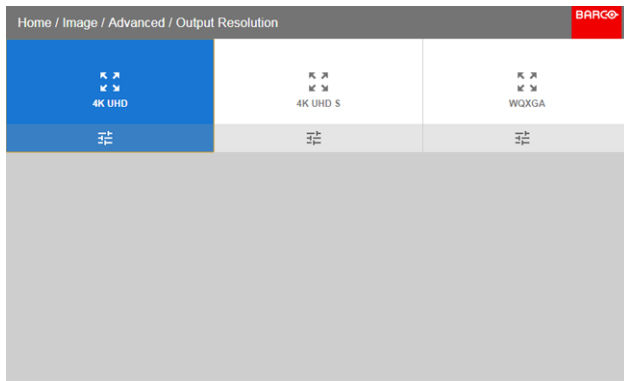 Home / Image / Advanced / Output Resolution
BARCO
4K UHD
4K UHD S
WQXGA